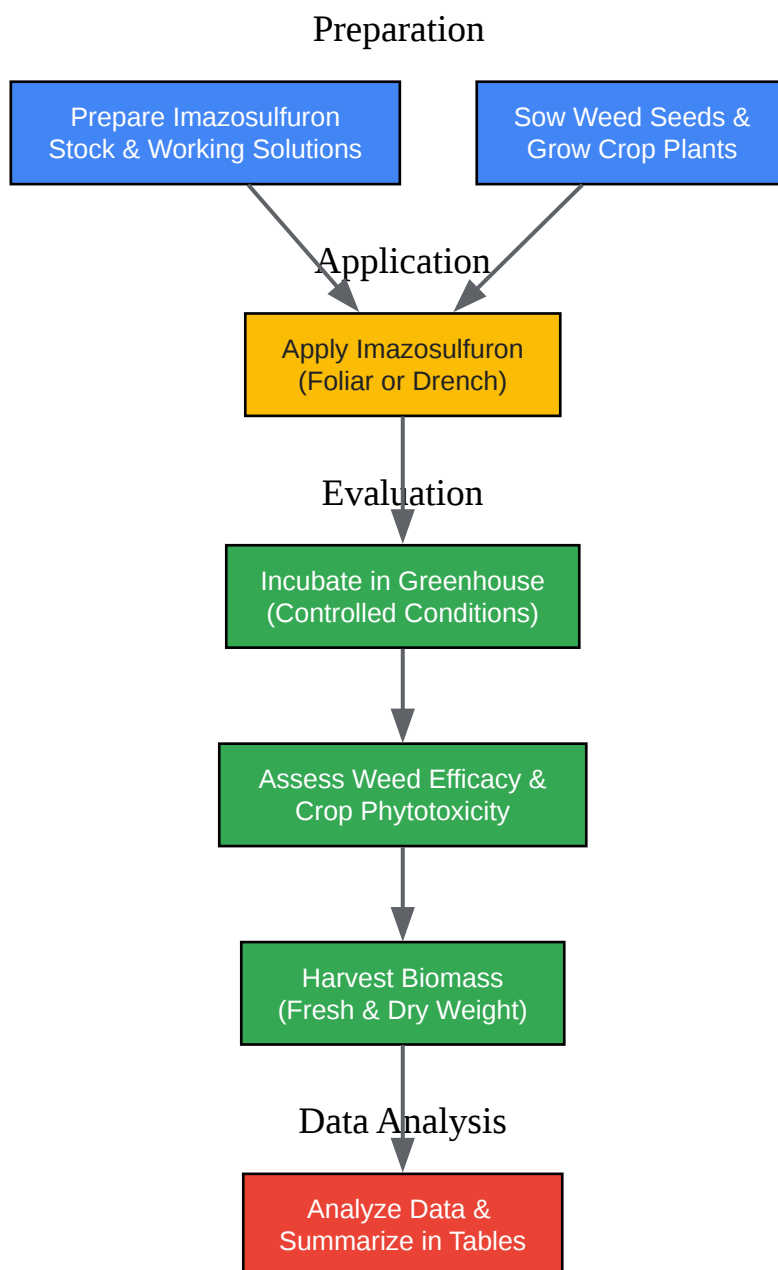 Preparation
Prepare Imazosulfuron
Stock & Working Solutions
Sow Weed Seeds &
Grow Crop Plants
Application
Apply Imazosulfuron
(Foliar or Drench)
Evaluation
Incubate in Greenhouse
(Controlled Conditions)
Assess Weed Efficacy &
Crop Phytotoxicity
Harvest Biomass
(Fresh & Dry Weight)
Data Analysis
Analyze Data &
Summarize in Tables